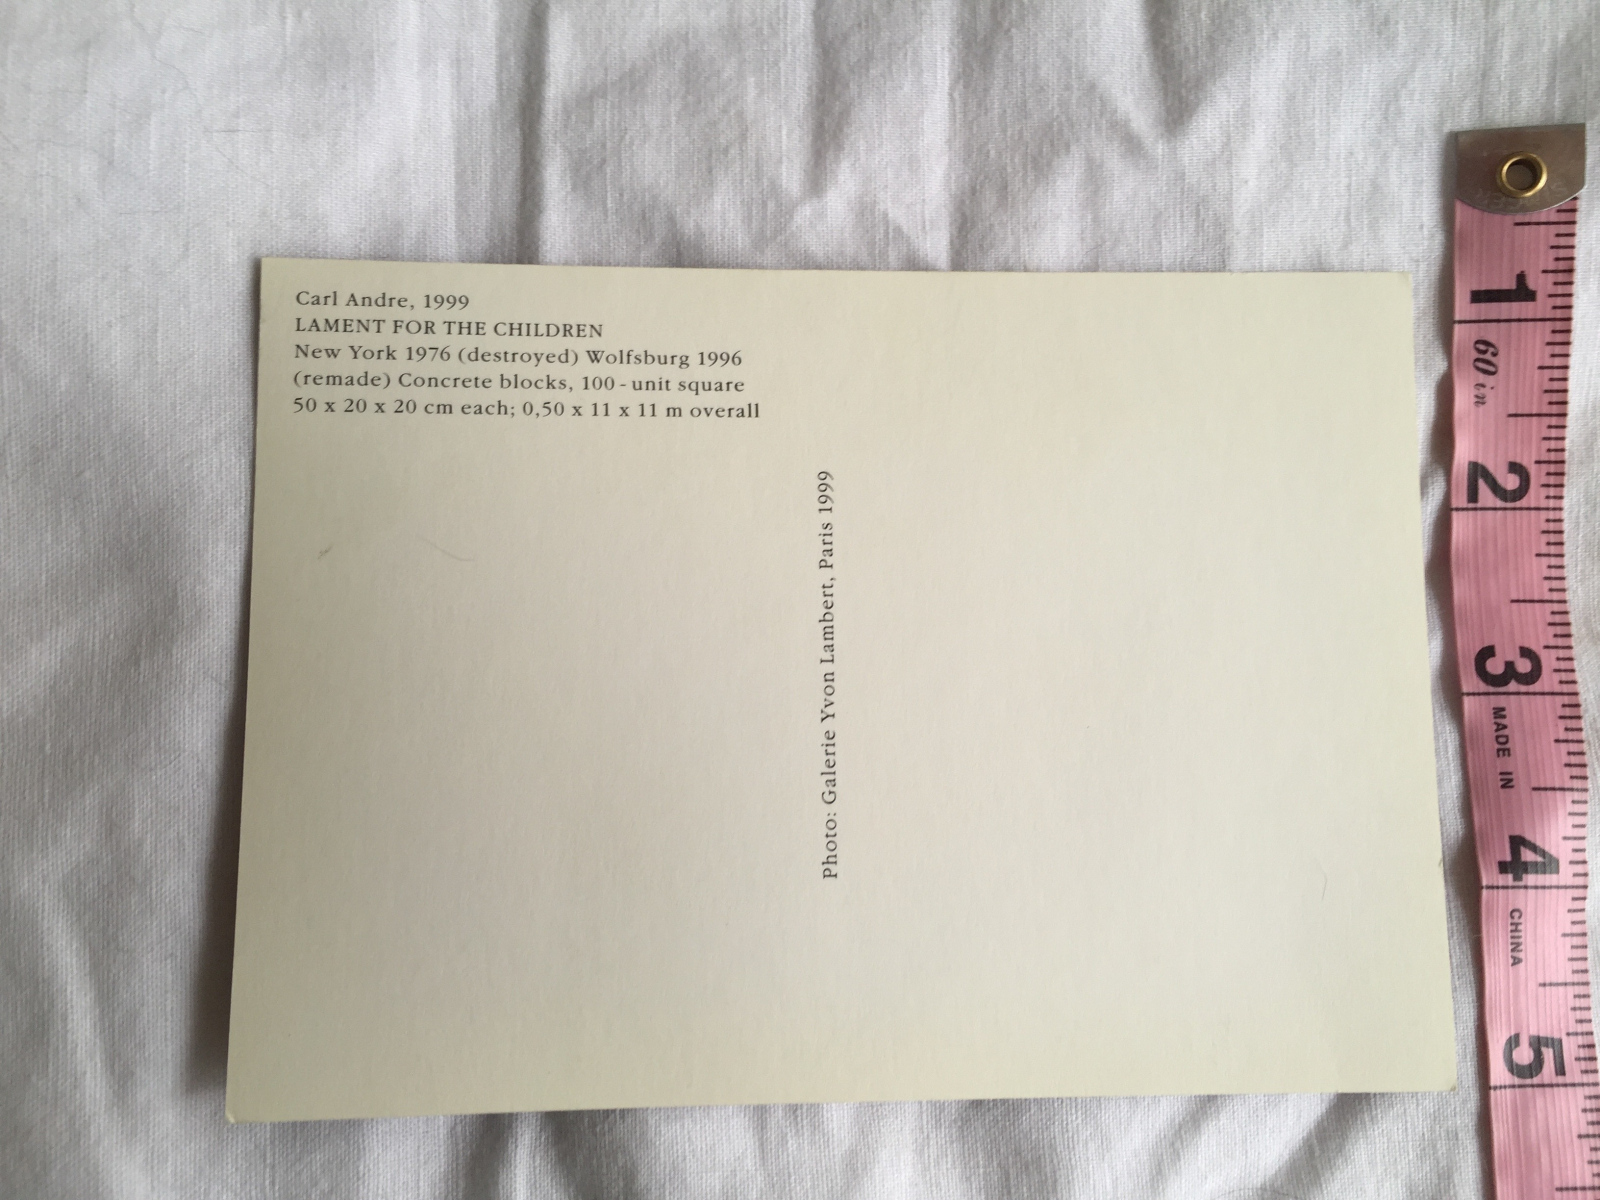 Carl Andre, 1999
LAMENT FOR THE CHILDREN
New York 1976 (destroyed) Wolfsburg 1996
(remade) Concrete blocks, 100 - unit square
50 x 20 x 20 cm each; 0,50 x 11 x 11 m overall
Photo: Galerie Yvon Lambert, Paris 1999
1
60 in
2
3
MADE IN
4
CHINA
5